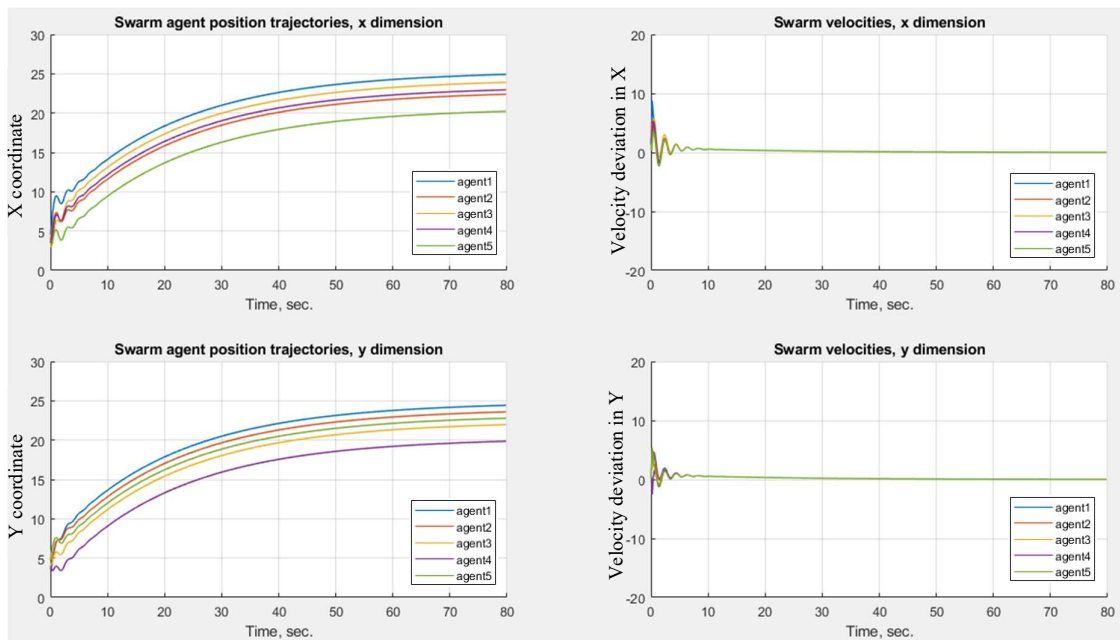 Swarm agent position trajectories, x dimension
30
25
20
15
10
5
0
X coordinate
agent1
agent2
agent3
agent4
agent5
0 10 20 30 40 50 60 70 80
Time, sec.
Swarm velocities, x dimension
20
10
0
-10
-20
Velocity deviation in X
agent1
agent2
agent3
agent4
agent5
0 10 20 30 40 50 60 70 80
Time, sec.
Swarm agent position trajectories, y dimension
30
25
20
15
10
5
0
Y coordinate
agent1
agent2
agent3
agent4
agent5
0 10 20 30 40 50 60 70 80
Time, sec.
Swarm velocities, y dimension
20
10
0
-10
-20
Velocity deviation in Y
agent1
agent2
agent3
agent4
agent5
0 10 20 30 40 50 60 70 80
Time, sec.